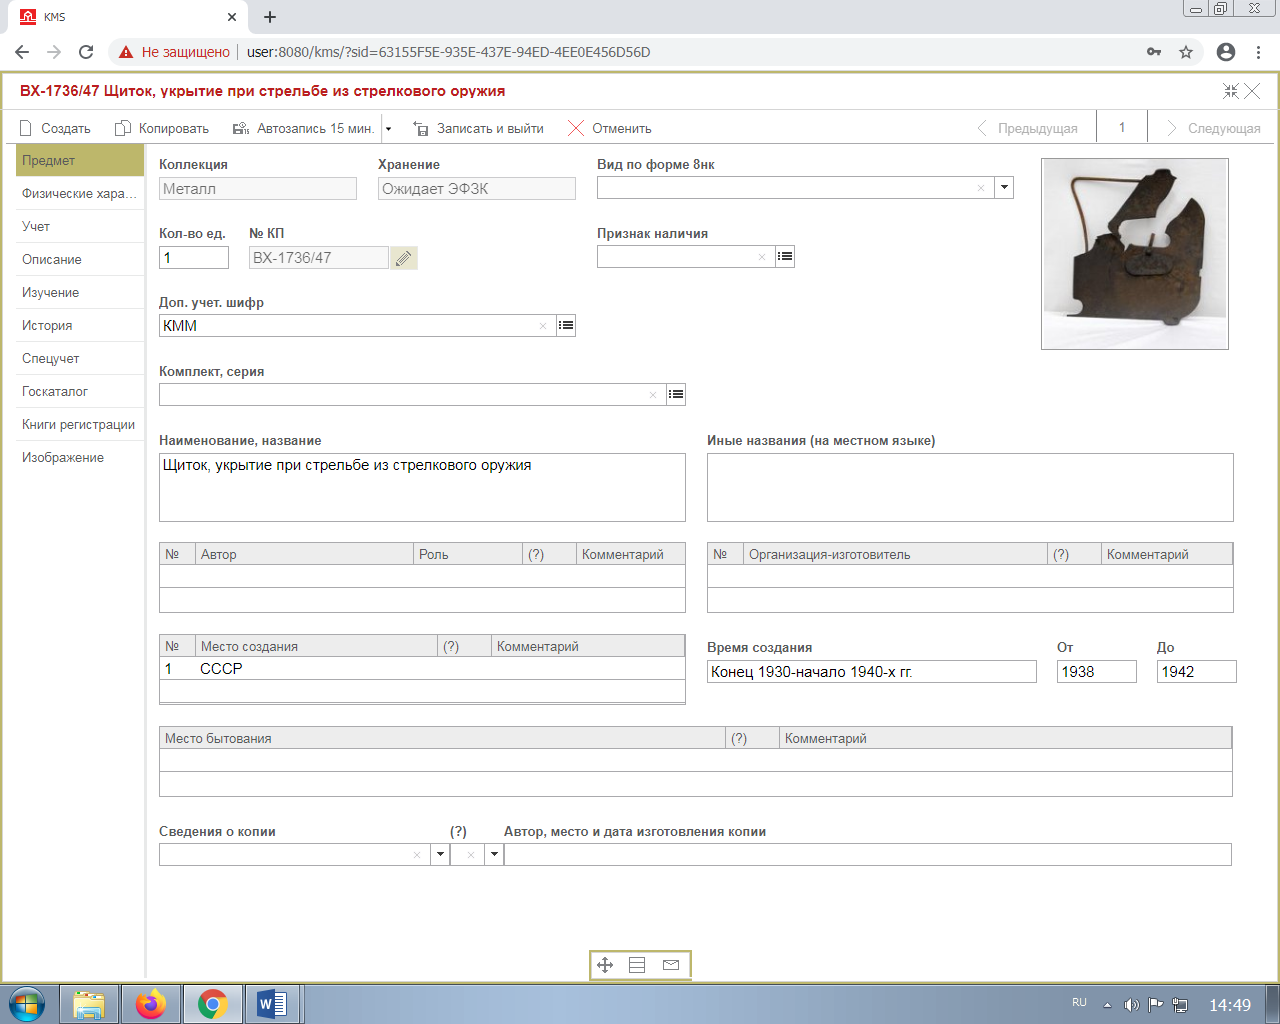 KMS
Не защищено user:8080/kms/?sid=63155F5E-935E-437E-94ED-4EE0E456D56D
ВХ-1736/47 Щиток, укрытие при стрельбе из стрелкового оружия
Создать Копировать Автозапись 15 мин. Записать и выйти Отменить Предыдущая 1 Следующая
Предмет
Физические хара...
Учет
Описание
Изучение
История
Спецучет
Госкаталог
Книги регистрации
Изображение
Коллекция Хранение Вид по форме 8нк
Металл Ожидает ЭФЗК
Кол-во ед. № КП Признак наличия
1 ВХ-1736/47
Доп. учет. шифр
КММ
Комплект, серия
Наименование, название Иные названия (на местном языке)
Щиток, укрытие при стрельбе из стрелкового оружия
№ Автор Роль (?) Комментарий № Организация-изготовитель (?) Комментарий
№ Место создания (?) Комментарий Время создания От До
1 СССР Конец 1930-начало 1940-х гг. 1938 1942
Место бытования (?) Комментарий
Сведения о копии (?) Автор, место и дата изготовления копии
RU 14:49